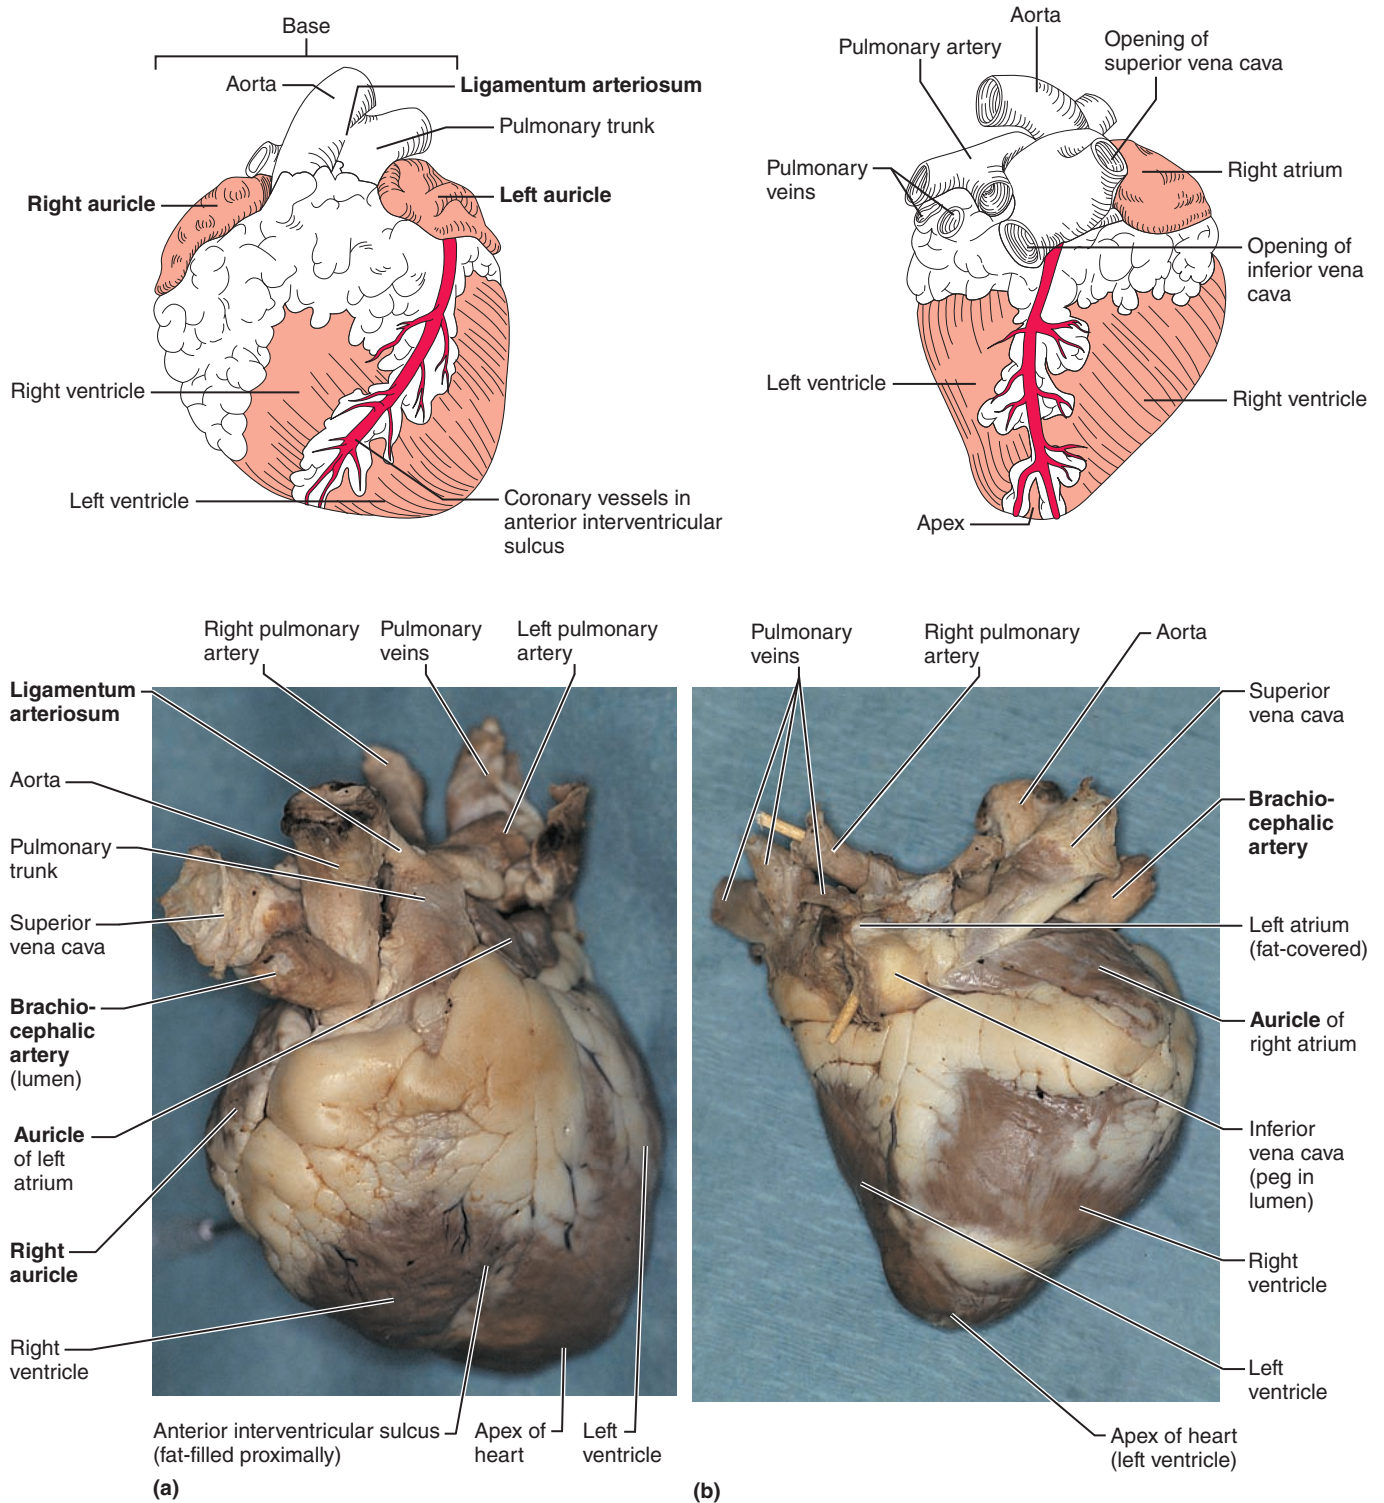 Base
Aorta
Ligamentum arteriosum
Pulmonary trunk
Right auricle
Left auricle
Right ventricle
Left ventricle
Coronary vessels in
anterior interventricular
sulcus
Aorta
Pulmonary artery
Opening of
superior vena cava
Pulmonary
veins
Right atrium
Opening of
inferior vena
cava
Left ventricle
Right ventricle
Apex
Right pulmonary
artery
Pulmonary
veins
Left pulmonary
artery
Ligamentum
arteriosum
Aorta
Pulmonary
trunk
Superior
vena cava
Brachio-
cephalic
artery
(lumen)
Auricle
of left
atrium
Right
auricle
Right
ventricle
Anterior interventricular sulcus
(fat-filled proximally)
Apex of
heart
Left
ventricle
(a)
Pulmonary
veins
Right pulmonary
artery
Aorta
Superior
vena cava
Brachio-
cephalic
artery
Left atrium
(fat-covered)
Auricle of
right atrium
Inferior
vena cava
(peg in
lumen)
Right
ventricle
Left
ventricle
Apex of heart
(left ventricle)
(b)